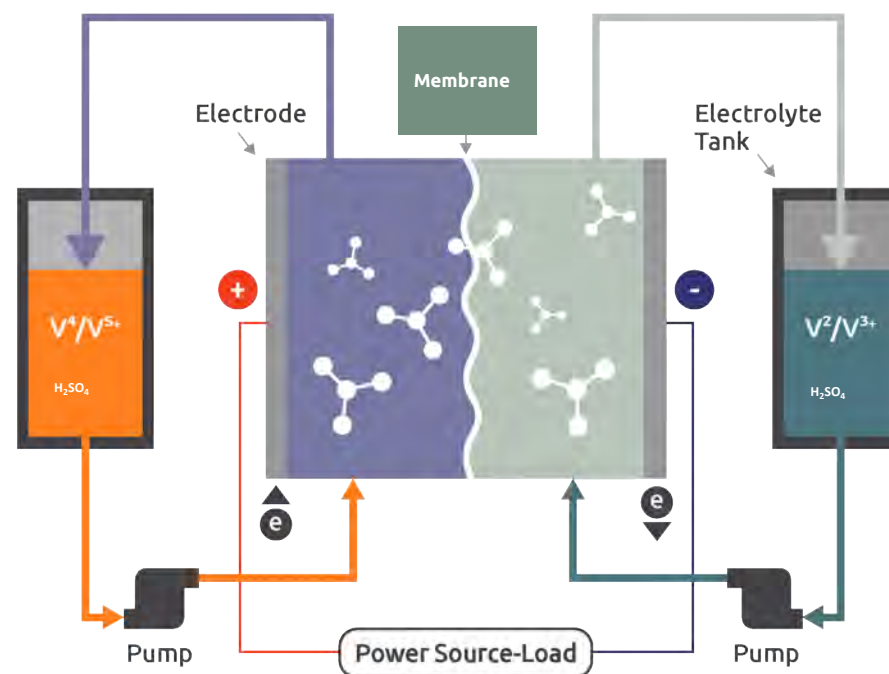 Membrane
Electrode
Electrolyte
Tank
+
-
V⁴/V⁵⁺
H₂SO₄
V²/V³⁺
H₂SO₄
e
e
Pump
Power Source-Load
Pump